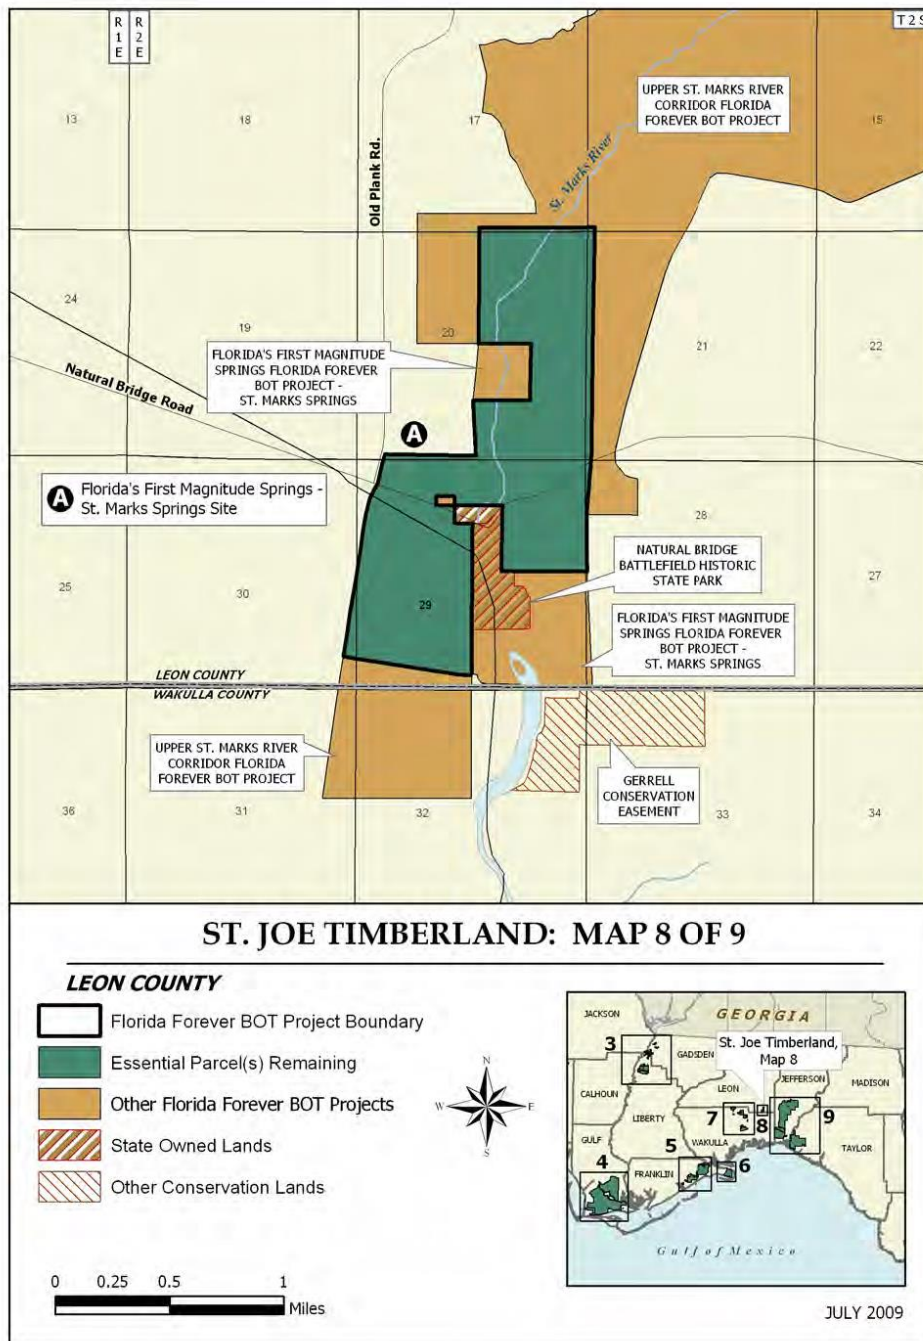 R
1
E
R
2
E
T 2 S
13
18
17
15
UPPER ST. MARKS RIVER
CORRIDOR FLORIDA
FOREVER BOT PROJECT
Old Plank Rd.
St. Marks River
24
19
20
21
22
FLORIDA'S FIRST MAGNITUDE
SPRINGS FLORIDA FOREVER
BOT PROJECT -
ST. MARKS SPRINGS
Natural Bridge Road
A
A
Florida's First Magnitude Springs -
St. Marks Springs Site
28
NATURAL BRIDGE
BATTLEFIELD HISTORIC
STATE PARK
25
30
29
27
FLORIDA'S FIRST MAGNITUDE
SPRINGS FLORIDA FOREVER
BOT PROJECT -
ST. MARKS SPRINGS
LEON COUNTY
WAKULLA COUNTY
UPPER ST. MARKS RIVER
CORRIDOR FLORIDA
FOREVER BOT PROJECT
GERRELL
CONSERVATION
EASEMENT
36
31
32
33
34
ST. JOE TIMBERLAND: MAP 8 OF 9
LEON COUNTY
Florida Forever BOT Project Boundary
Essential Parcel(s) Remaining
Other Florida Forever BOT Projects
State Owned Lands
Other Conservation Lands
N
W
E
S
0 0.25 0.5 1
Miles
JACKSON
GEORGIA
St. Joe Timberland,
Map 8
3
GADSDEN
LEON
JEFFERSON
MADISON
CALHOUN
LIBERTY
7
8
9
GULF
WAKULLA
TAYLOR
5
6
4
FRANKLIN
Gulf of Mexico
JULY 2009